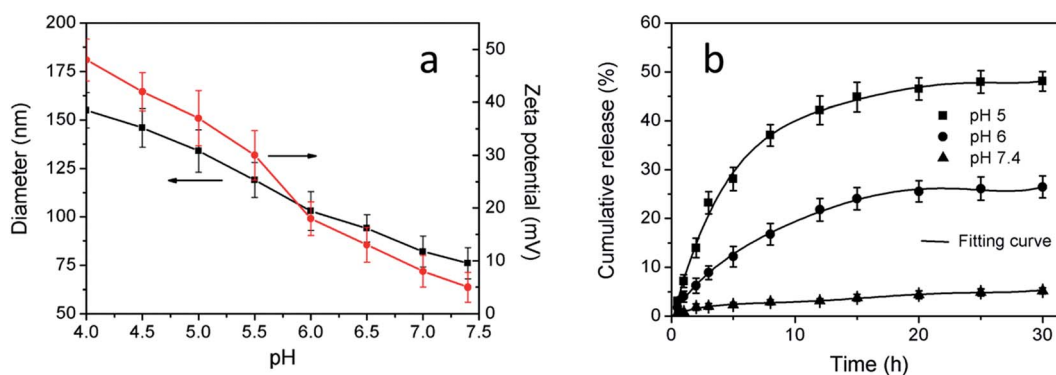 a
Diameter (nm)
200
175
150
125
100
75
50
4.0 4.5 5.0 5.5 6.0 6.5 7.0 7.5
pH
50
40
30
20
10
0
Zeta potential (mV)
b
Cumulative release (%)
60
50
40
30
20
10
0
0 10 20 30
Time (h)
pH 5
pH 6
pH 7.4
Fitting curve